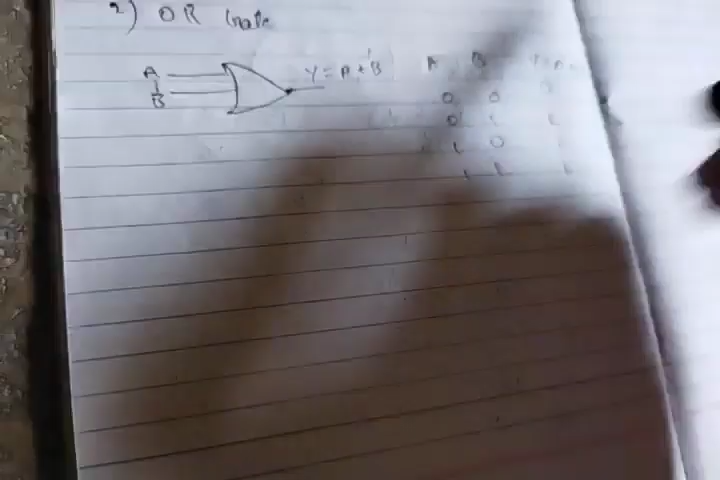 2) OR Gate
A Y = A + B A B
B
0 0 0
0 1 1
1 0
1 1 1